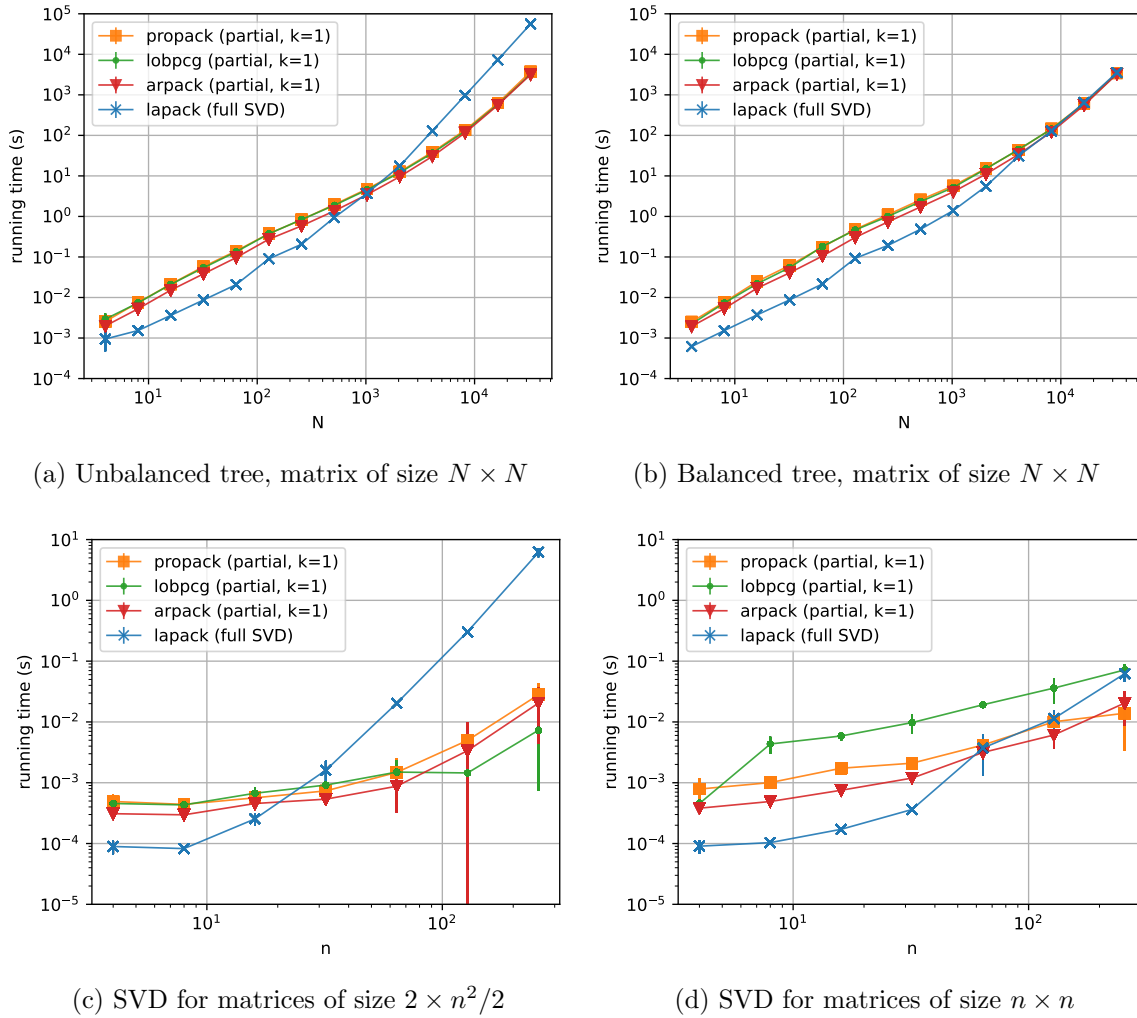 10^5
10^4
10^3
10^2
10^1
10^0
10^-1
10^-2
10^-3
10^-4
running time (s)
propack (partial, k=1)
lobpcg (partial, k=1)
arpack (partial, k=1)
lapack (full SVD)
10^1 10^2 10^3 10^4
N
(a) Unbalanced tree, matrix of size N × N
10^5
10^4
10^3
10^2
10^1
10^0
10^-1
10^-2
10^-3
10^-4
running time (s)
propack (partial, k=1)
lobpcg (partial, k=1)
arpack (partial, k=1)
lapack (full SVD)
10^1 10^2 10^3 10^4
N
(b) Balanced tree, matrix of size N × N
10^1
10^0
10^-1
10^-2
10^-3
10^-4
10^-5
running time (s)
propack (partial, k=1)
lobpcg (partial, k=1)
arpack (partial, k=1)
lapack (full SVD)
10^1 10^2
n
(c) SVD for matrices of size 2 × n^2/2
10^1
10^0
10^-1
10^-2
10^-3
10^-4
10^-5
running time (s)
propack (partial, k=1)
lobpcg (partial, k=1)
arpack (partial, k=1)
lapack (full SVD)
10^1 10^2
n
(d) SVD for matrices of size n × n